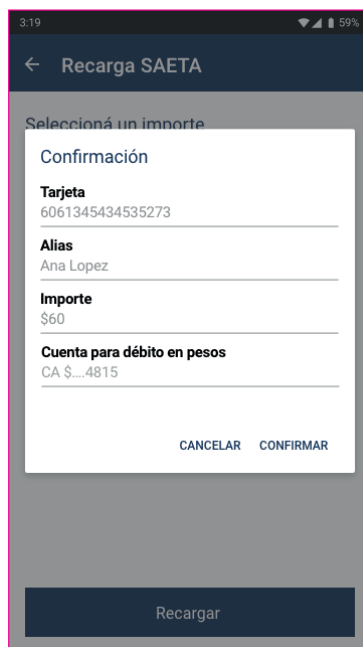 3:19
59%
Recarga SAETA
Seleccioná un importe
Confirmación
Tarjeta
6061345434535273
Alias
Ana Lopez
Importe
$60
Cuenta para débito en pesos
CA $....4815
CANCELAR CONFIRMAR
Recargar